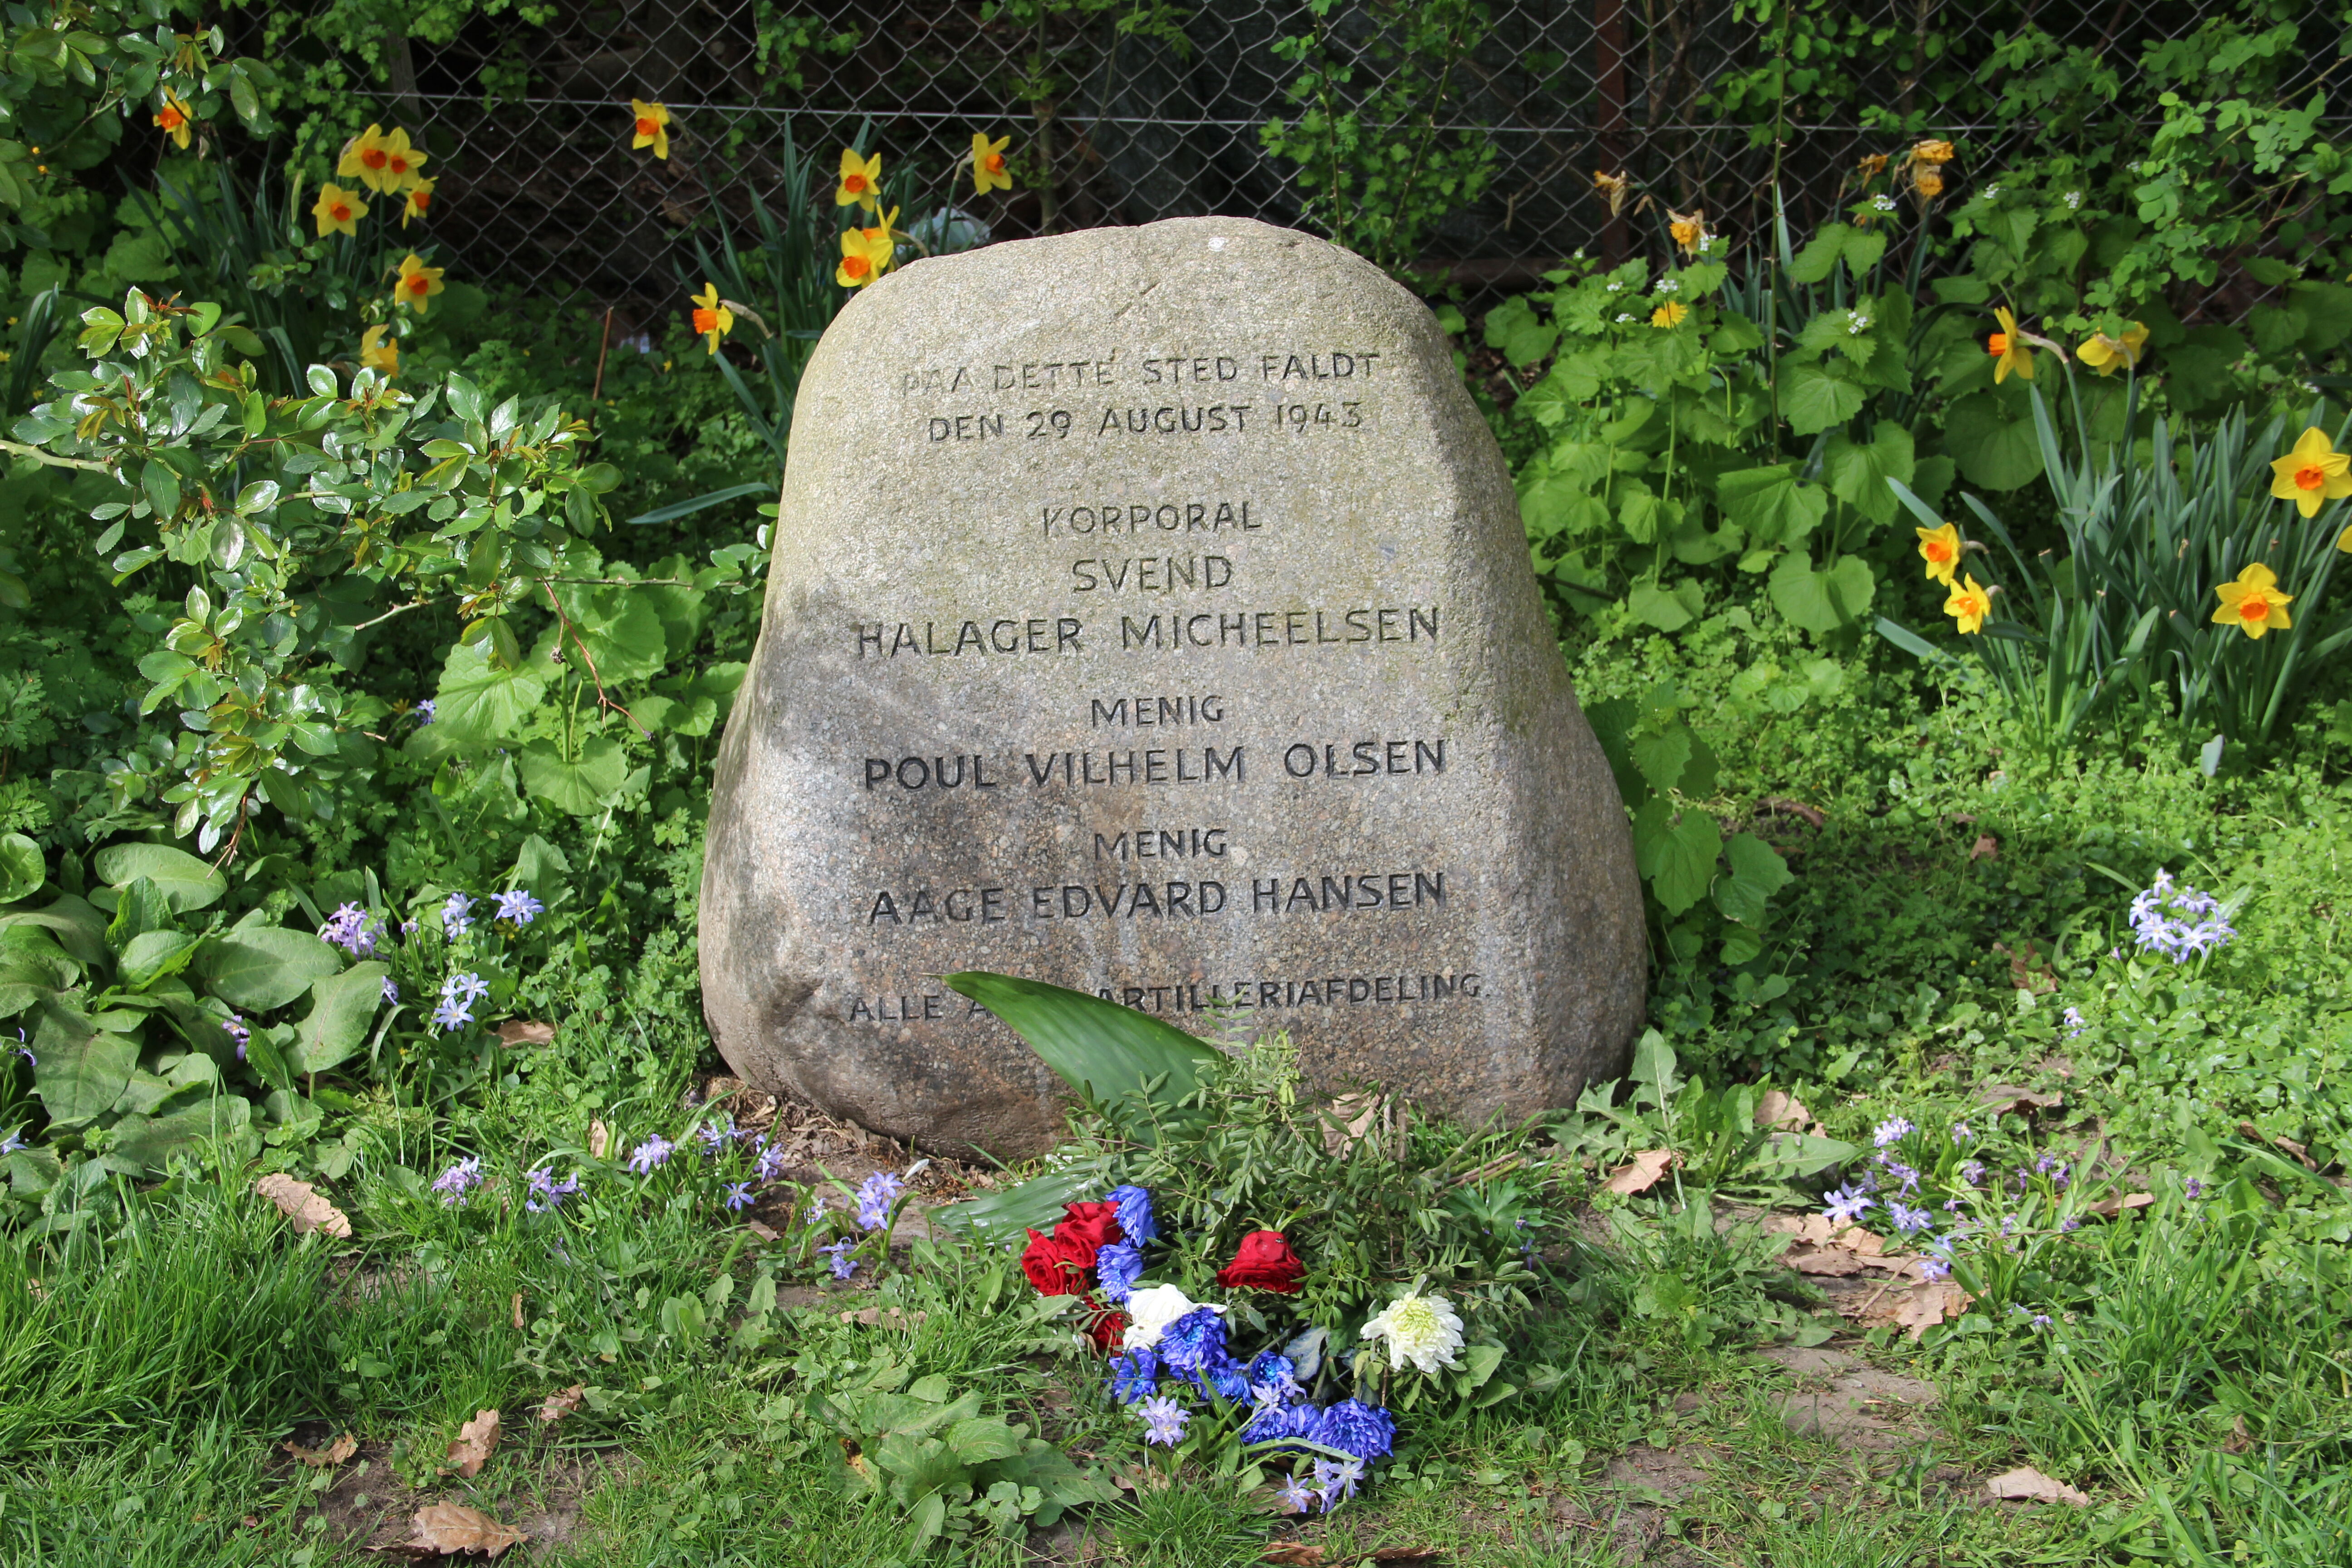 PAA DETTE STED FALDT
DEN 29 AUGUST 1943
KORPORAL
SVEND
HALAGER MICHEELSEN
MENIG
POUL VILHELM OLSEN
MENIG
AAGE EDVARD HANSEN
ALLE ARTILLERIAFDELING.